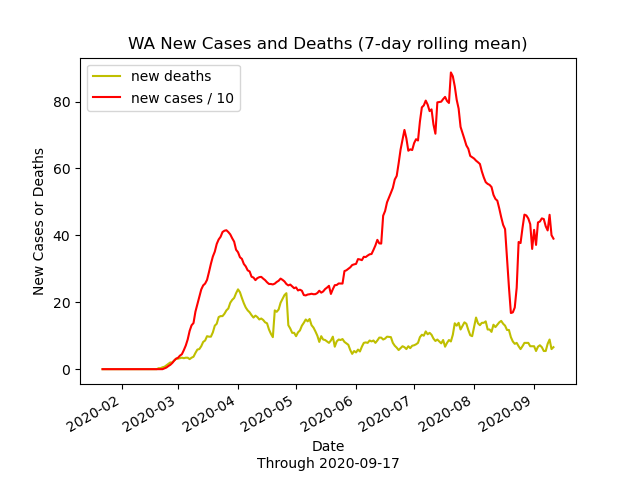 WA New Cases and Deaths (7-day rolling mean)
new deaths
new cases / 10
New Cases or Deaths
80
60
40
20
0
2020-02
2020-03
2020-04
2020-05
2020-06
2020-07
2020-08
2020-09
Date
Through 2020-09-17